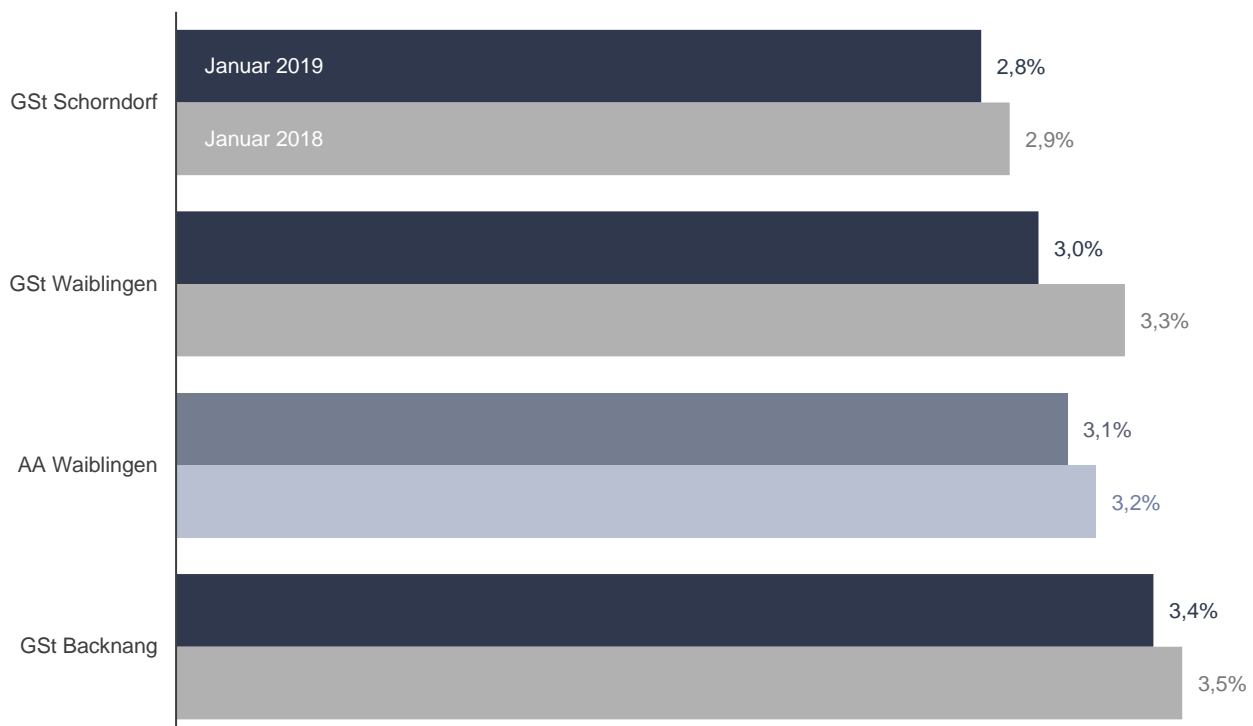 Januar 2019
2,8%
GSt Schorndorf
Januar 2018
2,9%
3,0%
GSt Waiblingen
3,3%
3,1%
AA Waiblingen
3,2%
3,4%
GSt Backnang
3,5%